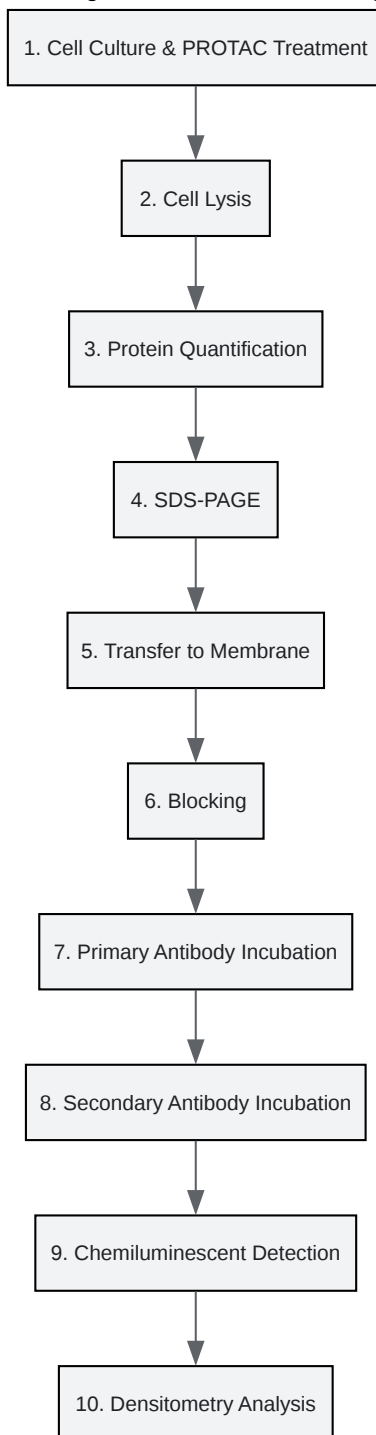 1. Cell Culture & PROTAC Treatment
2. Cell Lysis
3. Protein Quantification
4. SDS-PAGE
5. Transfer to Membrane
6. Blocking
7. Primary Antibody Incubation
8. Secondary Antibody Incubation
9. Chemiluminescent Detection
10. Densitometry Analysis